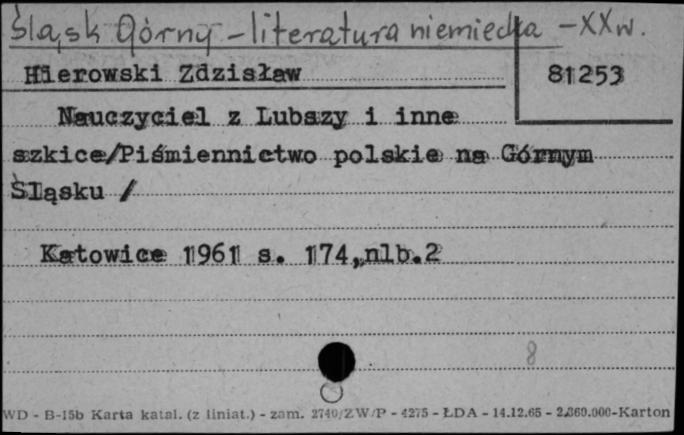 Śląsk Górny - literatura niemiecka - XX w.
Hierowski Zdzisław
81253
Nauczyciel z Lubszy i inne
szkice/Piśmiennictwo polskie na Górnym
Śląsku /
Katowice 1961 s. 174,nlb.2
8
WD - B-15b Karta katal. (z liniat.) - zam. 2740/ZW/P - 4275 - ŁDA - 14.12.65 - 2.360.000-Karton